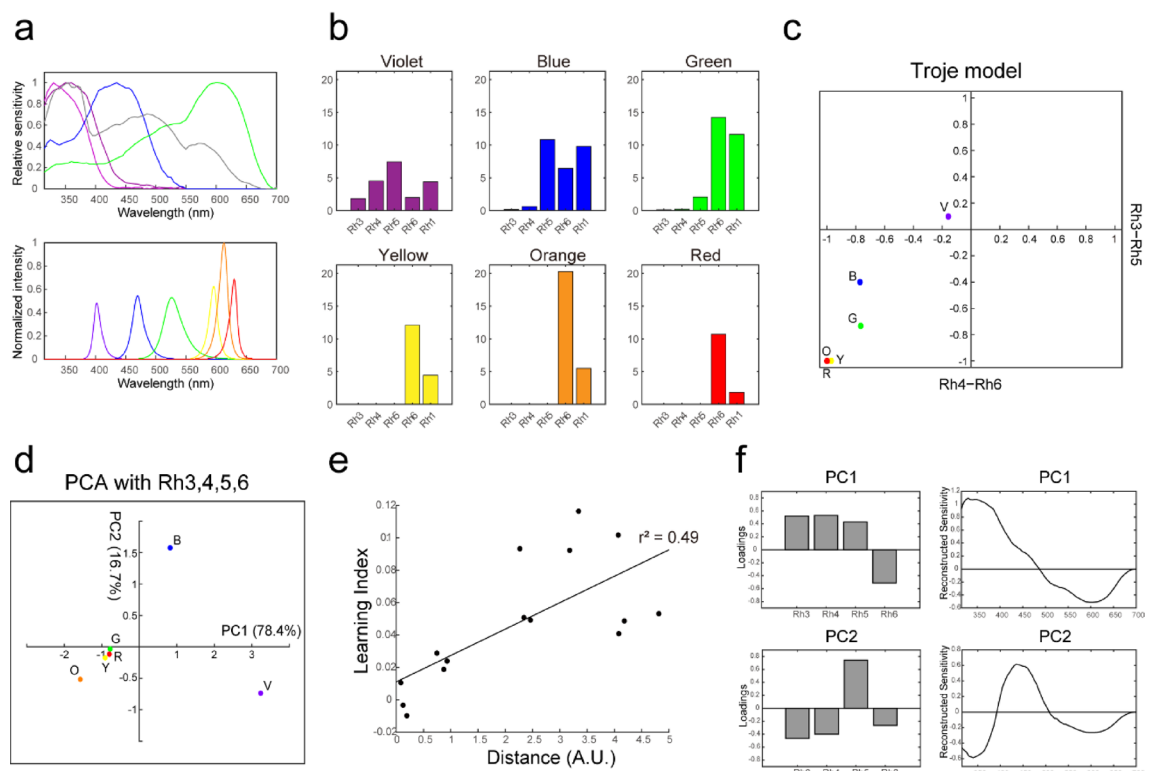 a
1
0.8
0.6
0.4
0.2
0
Relative sensitivity
350 400 450 500 550 600 650 700
Wavelength (nm)
1
0.8
0.6
0.4
0.2
0
Normalized intensity
350 400 450 500 550 600 650 700
Wavelength (nm)
b
Violet Blue Green
20 20 20
15 15 15
10 10 10
5 5 5
0 0 0
Rh3 Rh4 Rh5 Rh6 Rh1 Rh3 Rh4 Rh5 Rh6 Rh1 Rh3 Rh4 Rh5 Rh6 Rh1
Yellow Orange Red
20 20 20
15 15 15
10 10 10
5 5 5
0 0 0
Rh3 Rh4 Rh5 Rh6 Rh1 Rh3 Rh4 Rh5 Rh6 Rh1 Rh3 Rh4 Rh5 Rh6 Rh1
c
Troje model
1
0.8
0.6
0.4
V 0.2
-1 -0.8 -0.6 -0.4 -0.2 0.2 0.4 0.6 0.8 1
-0.2
B -0.4
-0.6
G
-0.8
O Y -1
R
Rh4−Rh6
Rh3−Rh5
d
PCA with Rh3,4,5,6
PC2 (16.7%)
B
1.5
1
0.5
PC1 (78.4%)
G
-2 -1 1 2 3
R
Y
O -0.5 V
-1
e
0.12
0.1
0.08
0.06
0.04
0.02
0
-0.02
Learning Index
r² = 0.49
0 0.5 1 1.5 2 2.5 3 3.5 4 4.5 5
Distance (A.U.)
f
PC1 PC1
0.8
0.6
0.4
0.2
0
-0.2
-0.4
-0.6
-0.8
Loadings
Rh3 Rh4 Rh5 Rh6
1.2
1
0.8
0.6
0.4
0.2
0
-0.2
-0.4
-0.6
Reconstructed Sensitivity
350 400 450 500 550 600 650 700
PC2 PC2
0.8
0.6
0.4
0.2
0
-0.2
-0.4
-0.6
-0.8
Loadings
0.8
0.6
0.4
0.2
0
-0.2
-0.4
-0.6
Reconstructed Sensitivity